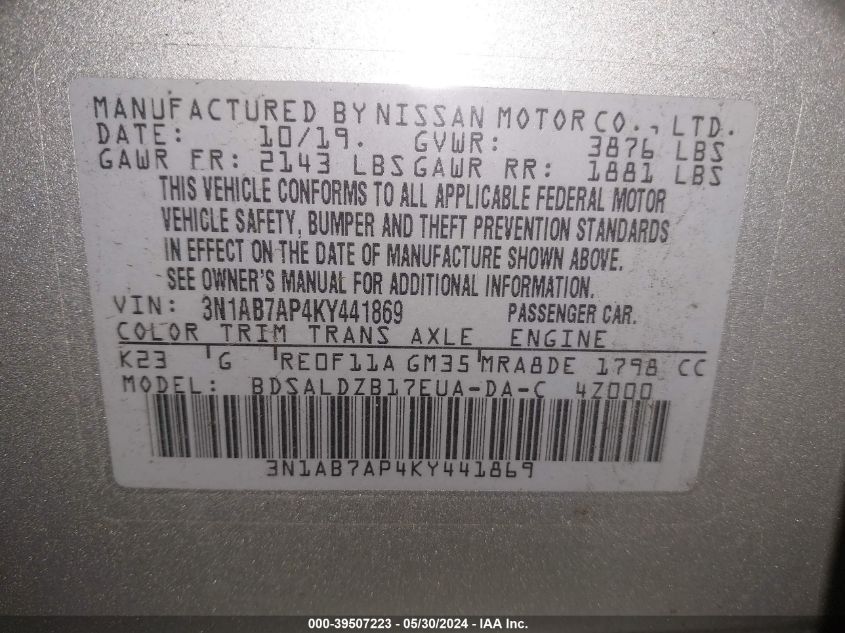 MANUFACTURED BY NISSAN MOTOR CO., LTD.
DATE: 10/19. GVWR: 3876 LBS
GAWR FR: 2143 LBS GAWR RR: 1881 LBS
THIS VEHICLE CONFORMS TO ALL APPLICABLE FEDERAL MOTOR
VEHICLE SAFETY, BUMPER AND THEFT PREVENTION STANDARDS
IN EFFECT ON THE DATE OF MANUFACTURE SHOWN ABOVE.
SEE OWNER'S MANUAL FOR ADDITIONAL INFORMATION.
VIN: 3N1AB7AP4KY441869 PASSENGER CAR.
COLOR TRIM TRANS AXLE ENGINE
K23 G RE0F11A GM35 MRA8DE 1798 CC
MODEL: BDSALDZB17EUA-DA-C 4Z000
3N1AB7AP4KY441869
000-39507223 - 05/30/2024 - IAA Inc.